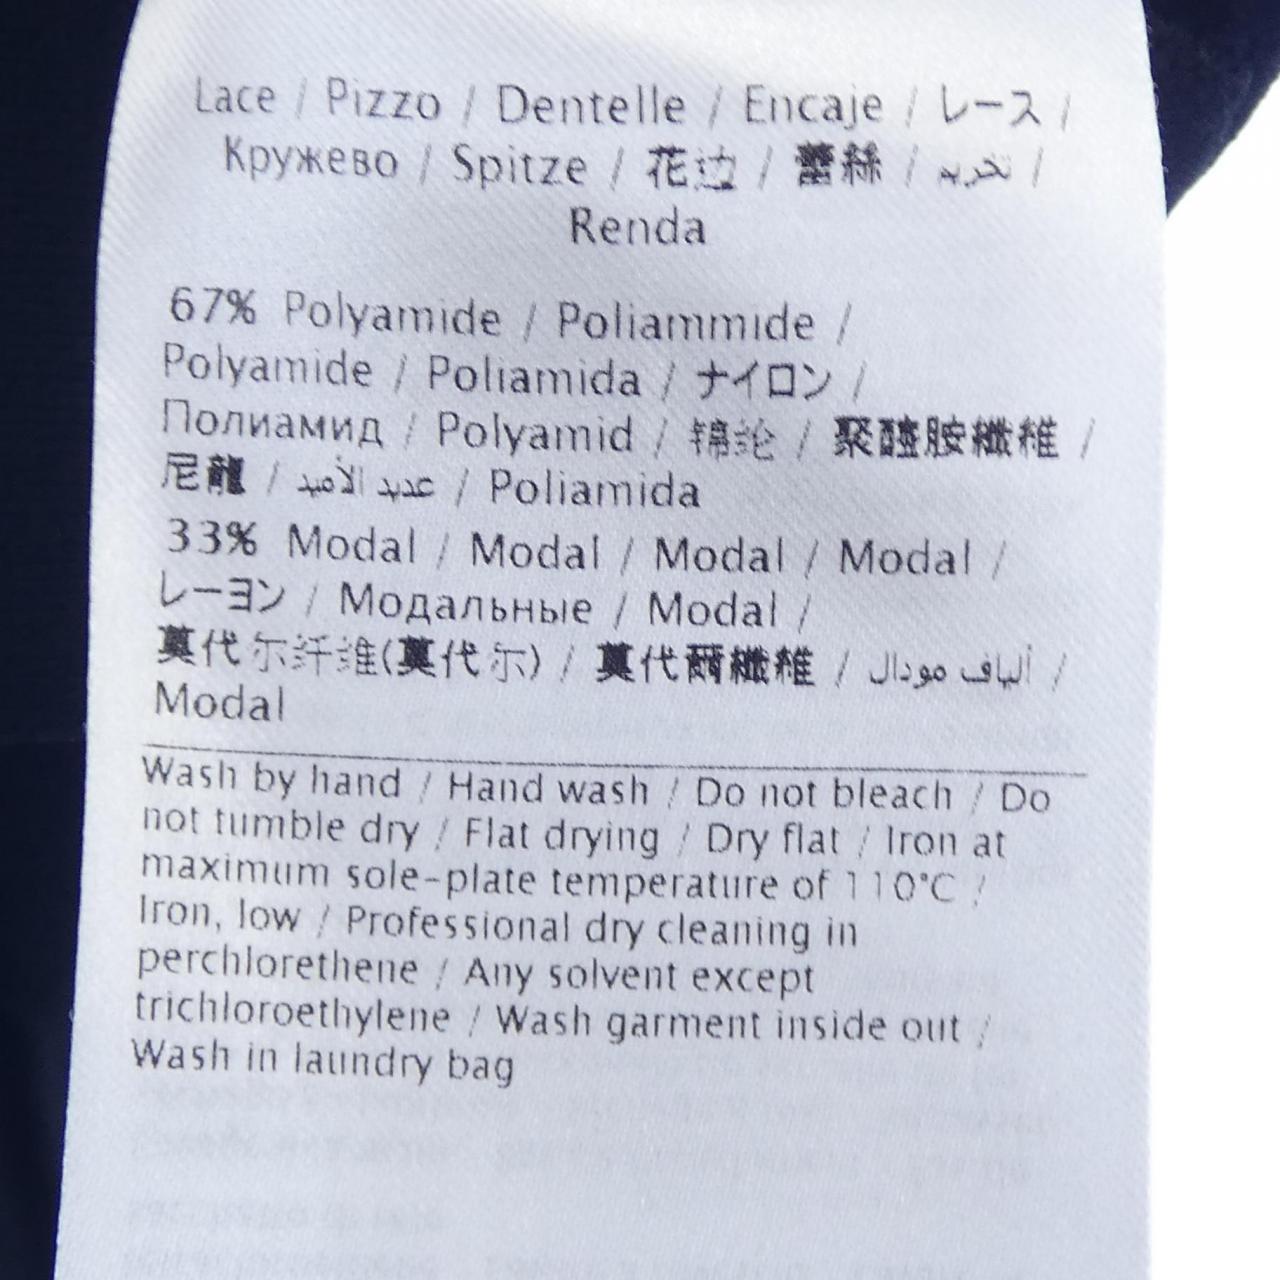 Lace / Pizzo / Dentelle / Encaje / レース /
Кружево / Spitze / 花边 / 蕾絲 / تخريم /
Renda
67% Polyamide / Poliammide /
Polyamide / Poliamida / ナイロン /
Полиамид / Polyamid / 锦纶 / 聚醯胺纖維 /
尼龍 / عديد الأميد / Poliamida
33% Modal / Modal / Modal / Modal /
レーヨン / Модальные / Modal /
莫代尔纤维(莫代尔) / 莫代爾纖維 / ألياف مودال /
Modal
Wash by hand / Hand wash / Do not bleach / Do
not tumble dry / Flat drying / Dry flat / Iron at
maximum sole-plate temperature of 110°C /
Iron, low / Professional dry cleaning in
perchlorethene / Any solvent except
trichloroethylene / Wash garment inside out /
Wash in laundry bag